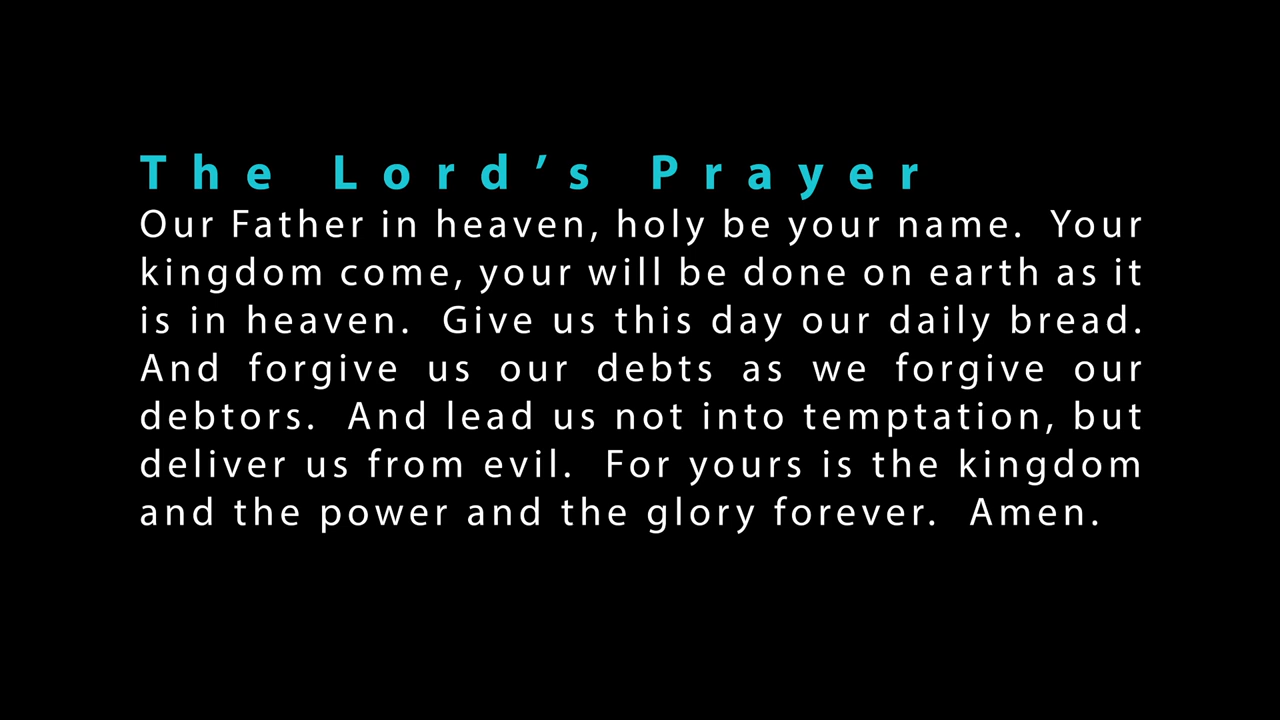 The Lord’s Prayer
Our Father in heaven, holy be your name.  Your
kingdom come, your will be done on earth as it
is in heaven.  Give us this day our daily bread.
And forgive us our debts as we forgive our
debtors.  And lead us not into temptation, but
deliver us from evil.  For yours is the kingdom
and the power and the glory forever.  Amen.